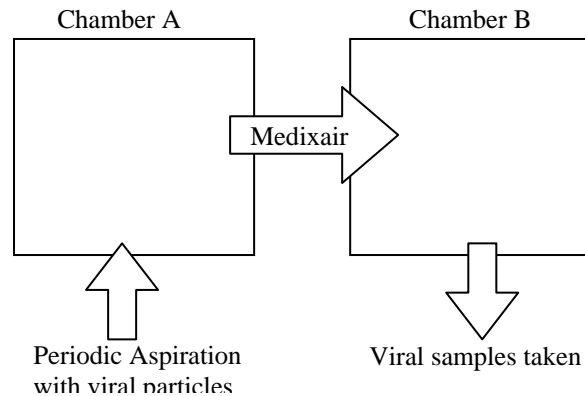 Chamber A
Chamber B
Medixair
Periodic Aspiration
with viral particles
Viral samples taken